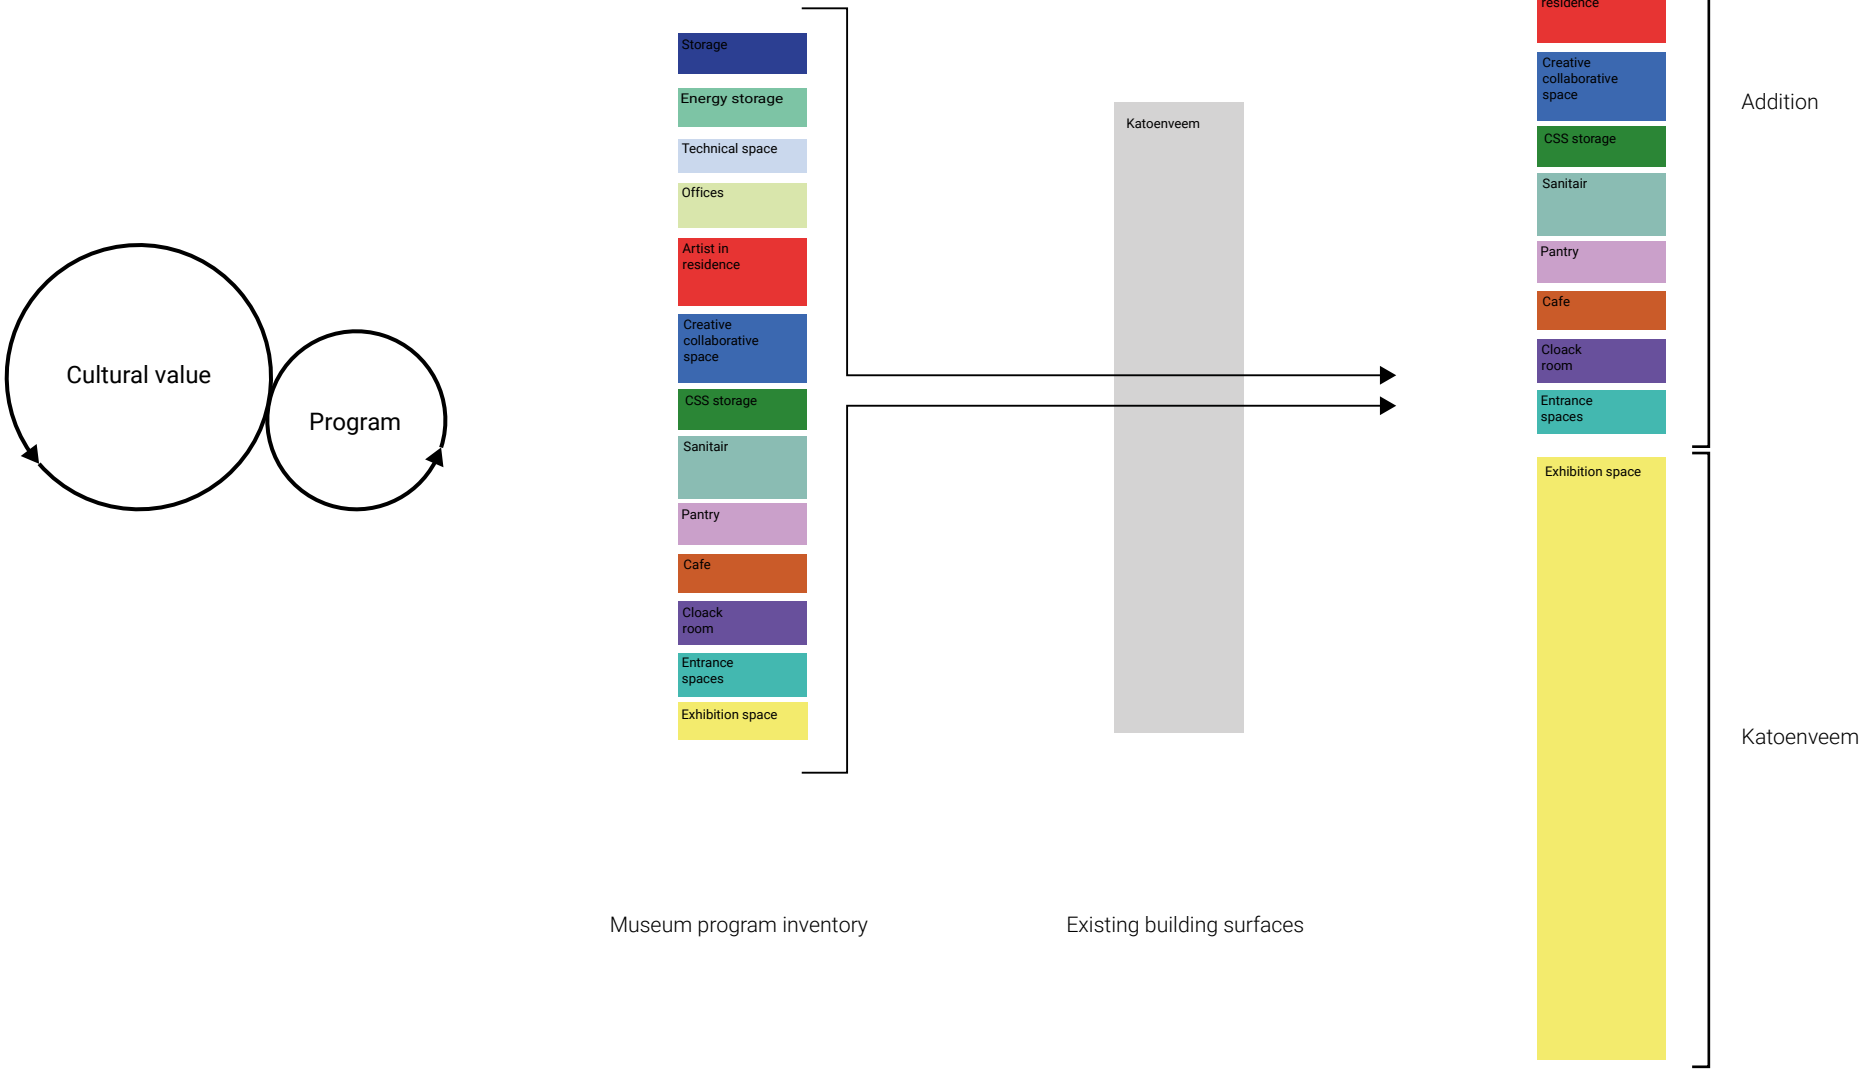 Cultural value
Program
Storage
Energy storage
Technical space
Offices
Artist in
residence
Creative
collaborative
space
CSS storage
Sanitair
Pantry
Cafe
Cloack
room
Entrance
spaces
Exhibition space
Museum program inventory
Katoenveem
Existing building surfaces
residence
Creative
collaborative
space
CSS storage
Sanitair
Pantry
Cafe
Cloack
room
Entrance
spaces
Exhibition space
Addition
Katoenveem